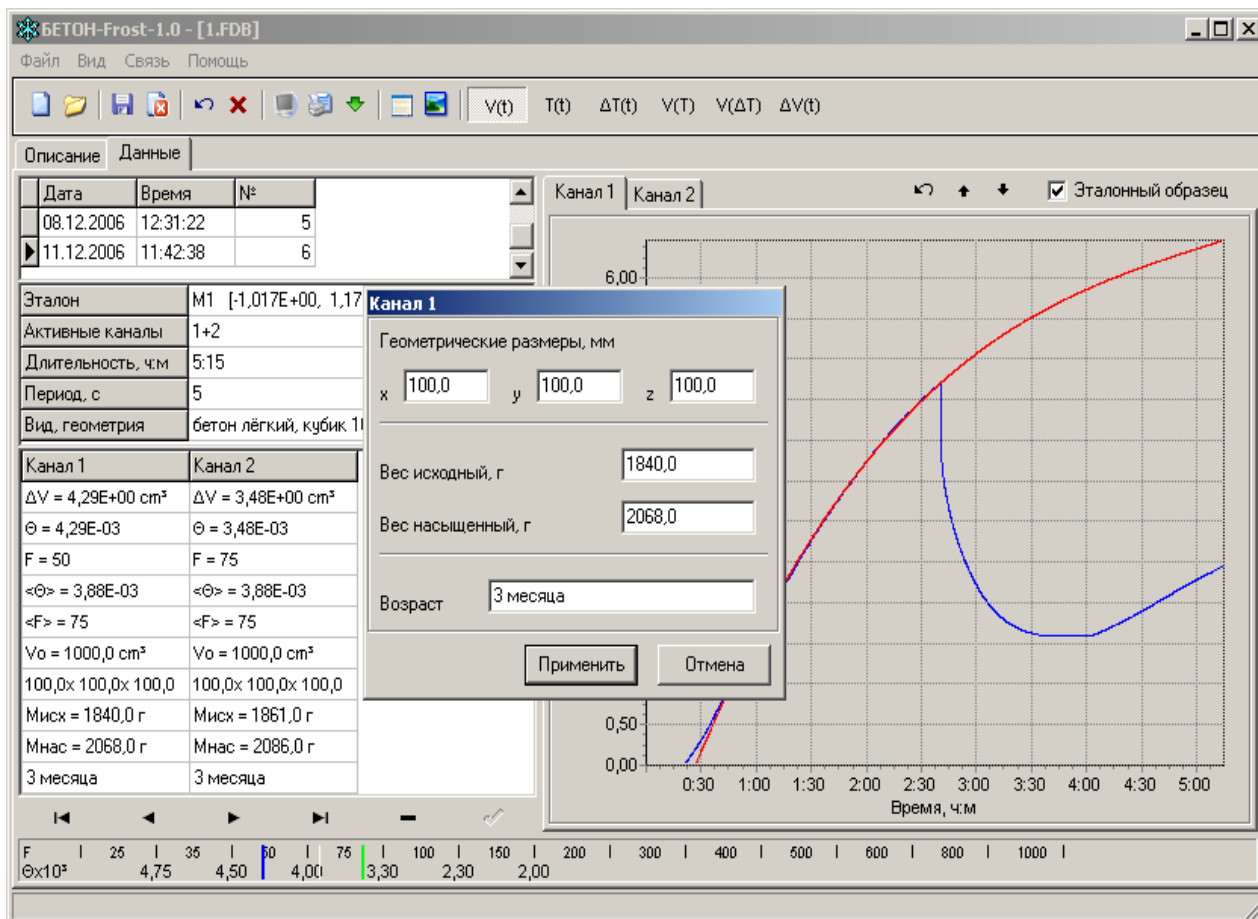 БЕТОН-Frost-1.0 - [1.FDB]
Файл Вид Связь Помощь
V(t) T(t) ΔT(t) V(T) V(ΔT) ΔV(t)
Описание Данные
Дата Время №
08.12.2006 12:31:22 5
11.12.2006 11:42:38 6
Эталон M1 [-1,017E+00, 1,17
Активные каналы 1+2
Длительность, ч:м 5:15
Период, с 5
Вид, геометрия бетон лёгкий, кубик 10
Канал 1 Канал 2
ΔV = 4,29E+00 cm³ ΔV = 3,48E+00 cm³
Θ = 4,29E-03 Θ = 3,48E-03
F = 50 F = 75
<Θ> = 3,88E-03 <Θ> = 3,88E-03
<F> = 75 <F> = 75
Vo = 1000,0 cm³ Vo = 1000,0 cm³
100,0x 100,0x 100,0 100,0x 100,0x 100,0
Мисх = 1840,0 г Мисх = 1861,0 г
Мнас = 2068,0 г Мнас = 2086,0 г
3 месяца 3 месяца
Канал 1
Геометрические размеры, мм
x 100,0 y 100,0 z 100,0
Вес исходный, г 1840,0
Вес насыщенный, г 2068,0
Возраст 3 месяца
Применить Отмена
Канал 1 Канал 2 Эталонный образец
6,00
0,50
0,00
0:30 1:00 1:30 2:00 2:30 3:00 3:30 4:00 4:30 5:00
Время, ч:м
F | 25 | 35 | 50 | 75 | 100 | 150 | 200 | 300 | 400 | 500 | 600 | 800 | 1000 |
Θx10³ 4,75 4,50 4,00 3,30 2,30 2,00